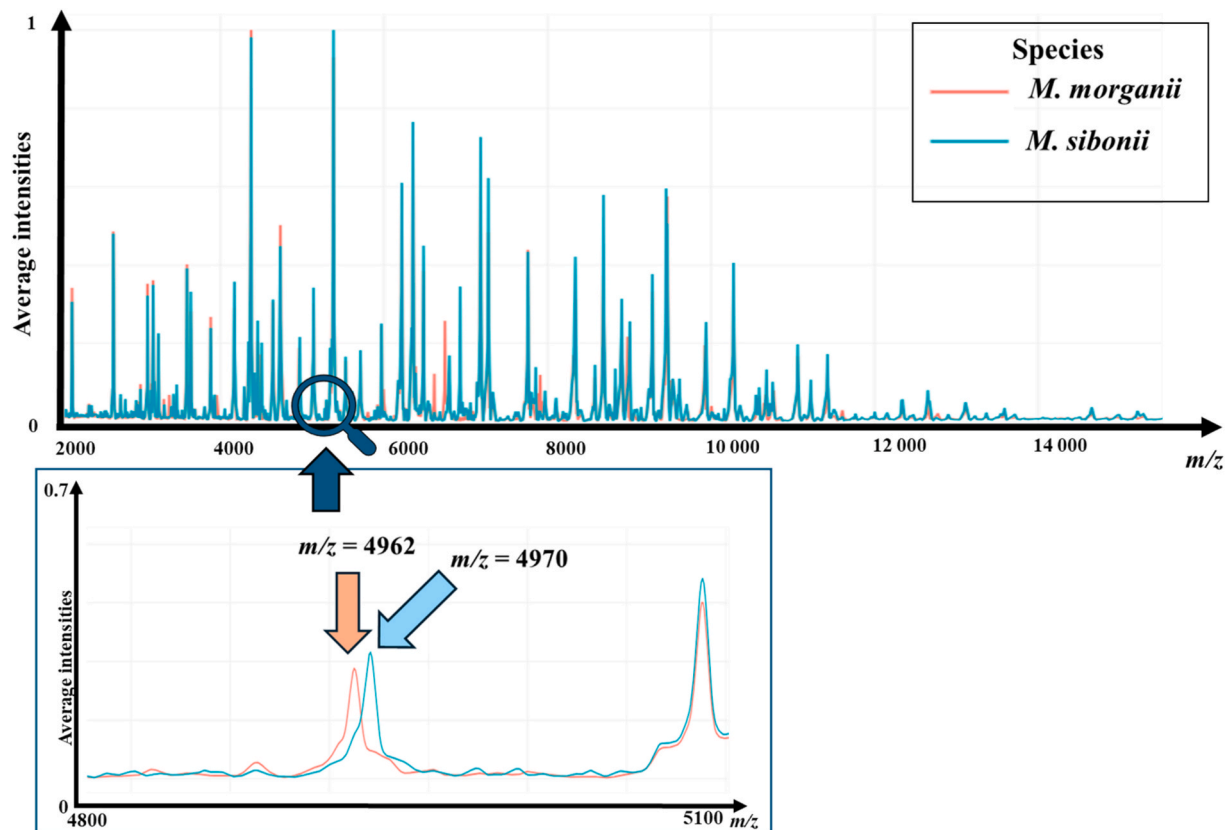 1
Average intensities
0
2000 4000 6000 8000 10 000 12 000 14 000
m/z
Species
M. morganii
M. sibonii
0.7
Average intensities
m/z = 4962
m/z = 4970
0
4800 5100 m/z